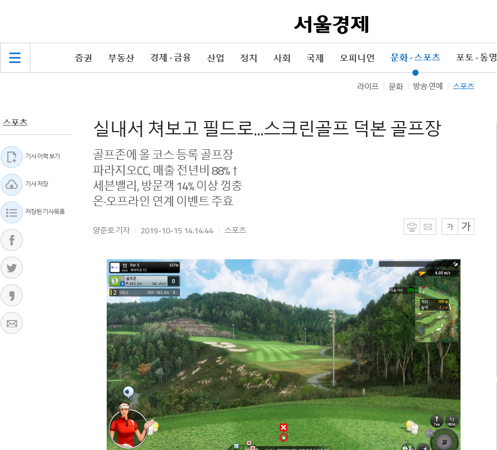 서울경제
증권 부동산 경제 · 금융 산업 정치 사회 국제 오피니언 문화 · 스포츠 포토 · 동영
라이프 문화 방송·연예 스포츠
스포츠
기사이력보기
기사저장
저장된기사목록
실내서 쳐보고 필드로...스크린골프 덕본 골프장
골프존에 올 코스 등록 골프장
파라지오CC, 매출 전년비 88%↑
세븐밸리, 방문객 14% 이상 껑충
온·오프라인 연계 이벤트 주효
양준호 기자 2019-10-15 14:14:44 스포츠
가 가
Par 5
골프존
0
4.05 m/s